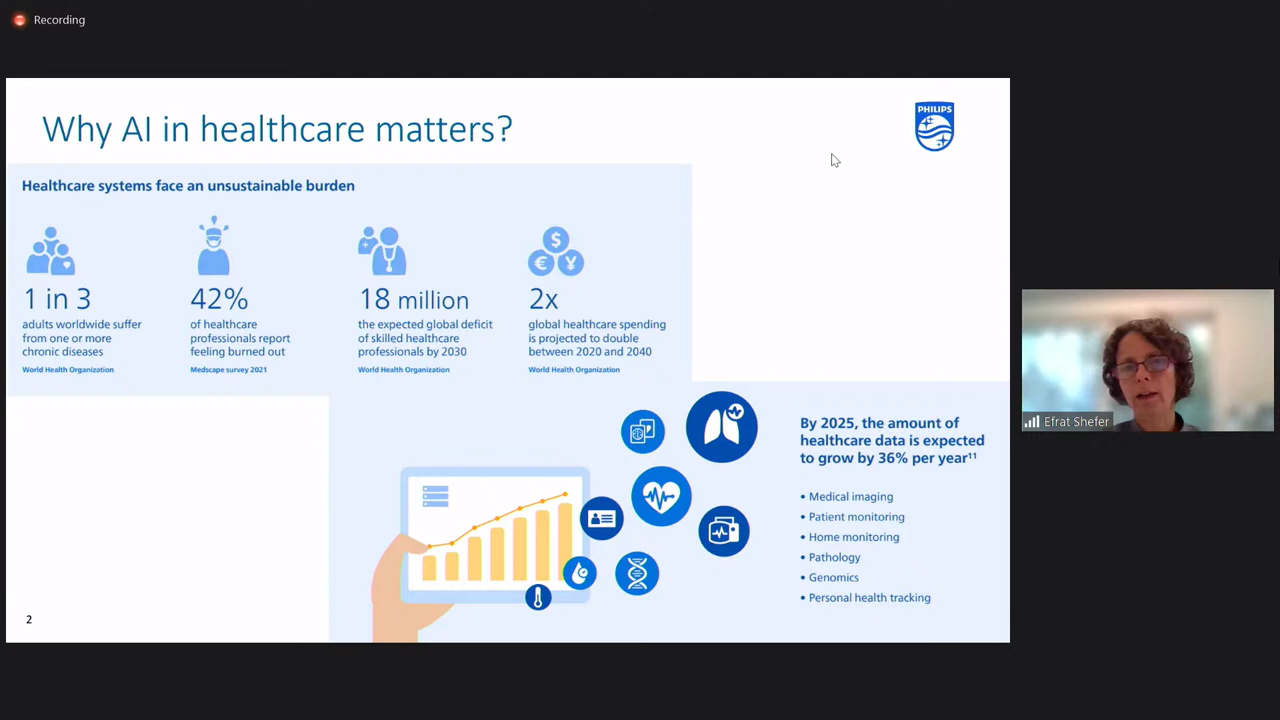 Recording
Why AI in healthcare matters?
PHILIPS
Healthcare systems face an unsustainable burden
1 in 3
adults worldwide suffer
from one or more
chronic diseases
World Health Organization
42%
of healthcare
professionals report
feeling burned out
Medscape survey 2021
18 million
the expected global deficit
of skilled healthcare
professionals by 2030
World Health Organization
$
€ ¥
2x
global healthcare spending
is projected to double
between 2020 and 2040
World Health Organization
By 2025, the amount of
healthcare data is expected
to grow by 36% per year¹¹
• Medical imaging
• Patient monitoring
• Home monitoring
• Pathology
• Genomics
• Personal health tracking
2
Efrat Shefer